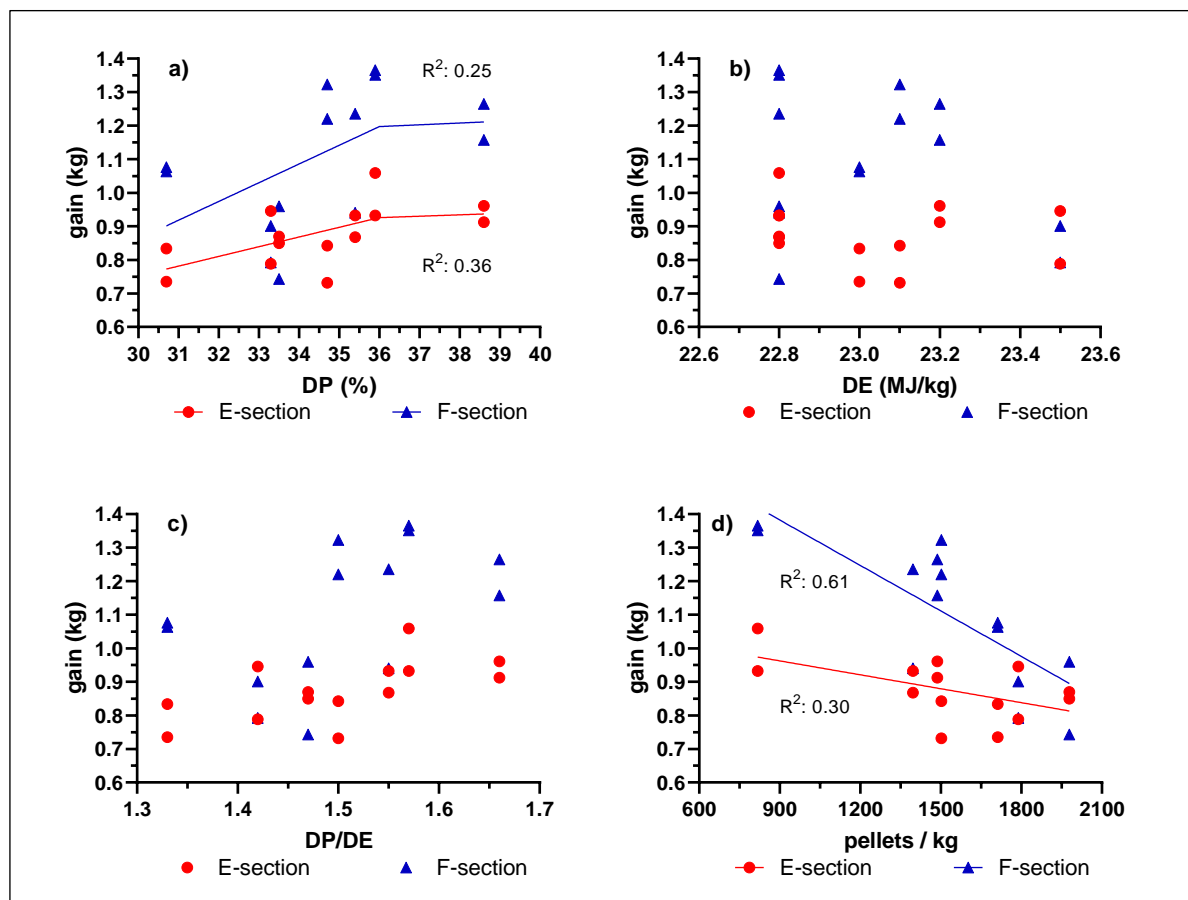 a)
R²: 0.25
1.4
1.3
1.2
1.1
1.0
0.9
0.8
0.7
0.6
gain (kg)
R²: 0.36
30 31 32 33 34 35 36 37 38 39 40
DP (%)
E-section F-section
b)
1.4
1.3
1.2
1.1
1.0
0.9
0.8
0.7
0.6
gain (kg)
22.6 22.8 23.0 23.2 23.4 23.6
DE (MJ/kg)
E-section F-section
c)
1.4
1.3
1.2
1.1
1.0
0.9
0.8
0.7
0.6
gain (kg)
1.3 1.4 1.5 1.6 1.7
DP/DE
E-section F-section
d)
1.4
1.3
1.2
1.1
1.0
0.9
0.8
0.7
0.6
gain (kg)
R²: 0.61
R²: 0.30
600 900 1200 1500 1800 2100
pellets / kg
E-section F-section